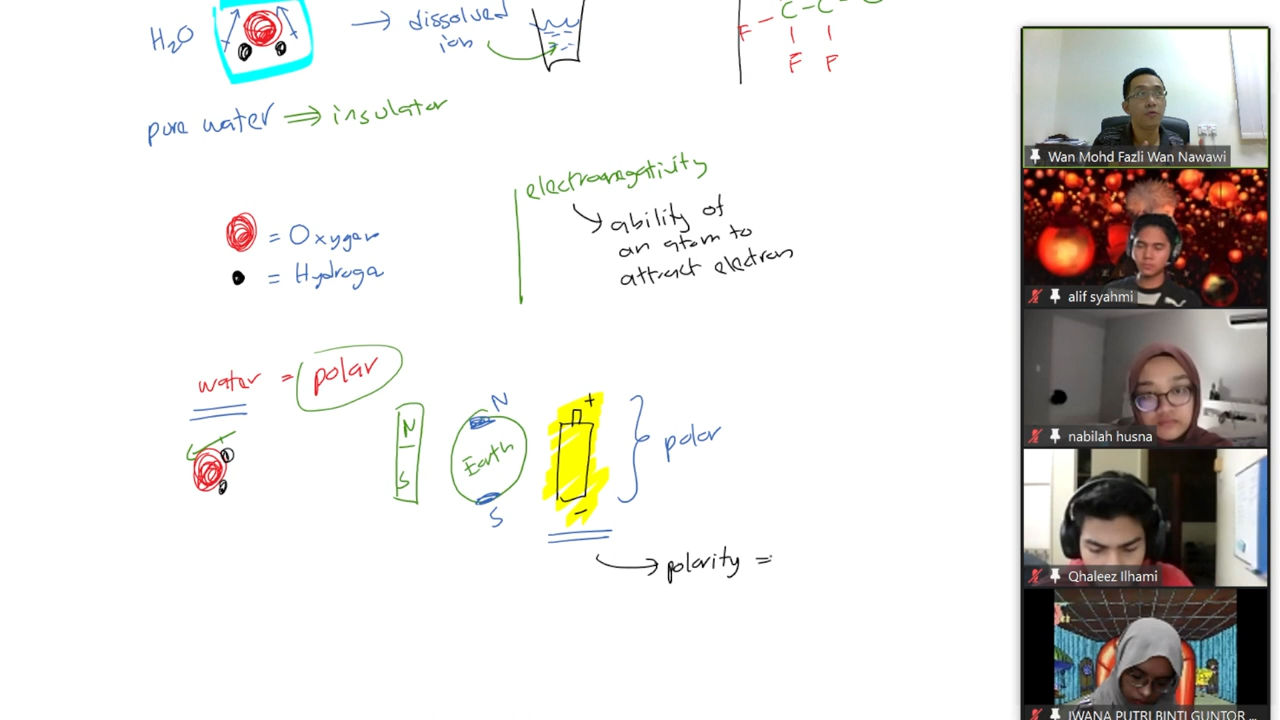 H2O
→ dissolved
ion
F - C - C -
F F
pure water ⇒ insulator
electronegativity
ability of
an atom to
attract electron
= Oxygen
= Hydrogen
water = polar
N
S
N
Earth
S
+
-
polar
→ polarity =
Wan Mohd Fazli Wan Nawawi
alif syahmi
nabilah husna
Qhaleez Ilhami
IWANA PUTRI BINTI GUNTOR ...